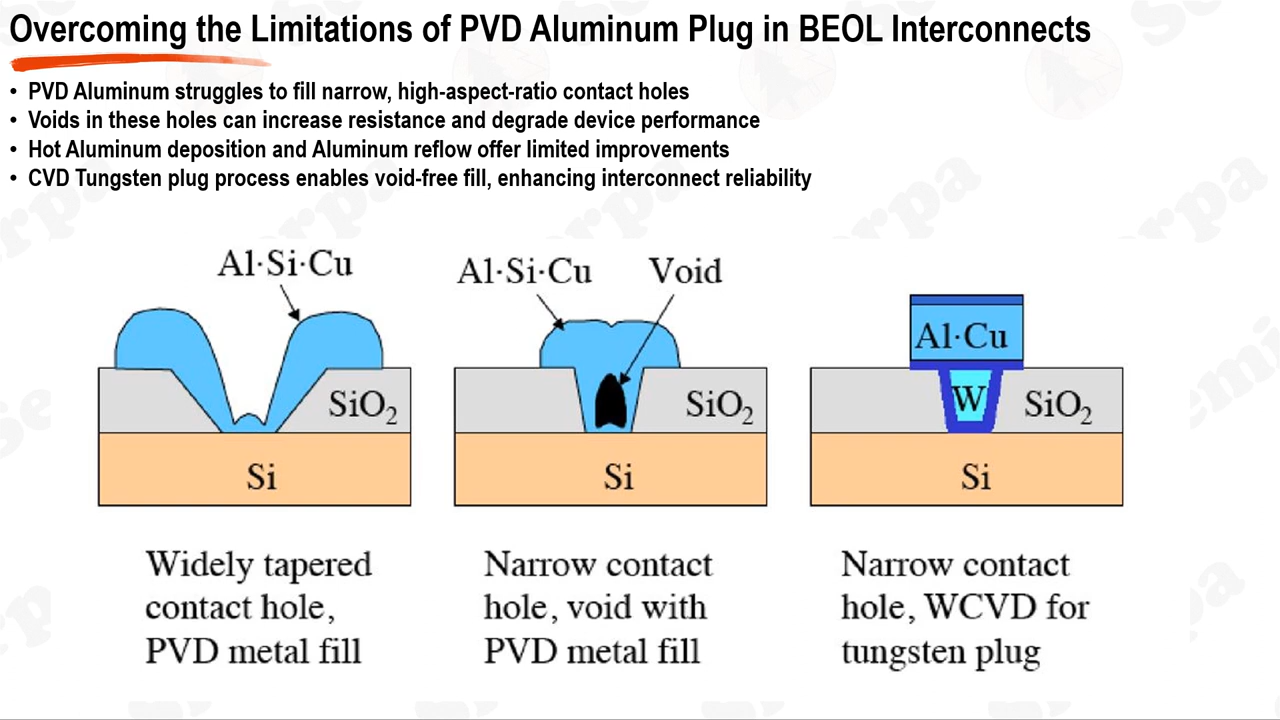 Overcoming the Limitations of PVD Aluminum Plug in BEOL Interconnects
• PVD Aluminum struggles to fill narrow, high-aspect-ratio contact holes
• Voids in these holes can increase resistance and degrade device performance
• Hot Aluminum deposition and Aluminum reflow offer limited improvements
• CVD Tungsten plug process enables void-free fill, enhancing interconnect reliability
Al·Si·Cu
SiO₂
Si
Widely tapered
contact hole,
PVD metal fill
Al·Si·Cu
Void
SiO₂
Si
Narrow contact
hole, void with
PVD metal fill
Al·Cu
W
SiO₂
Si
Narrow contact
hole, WCVD for
tungsten plug